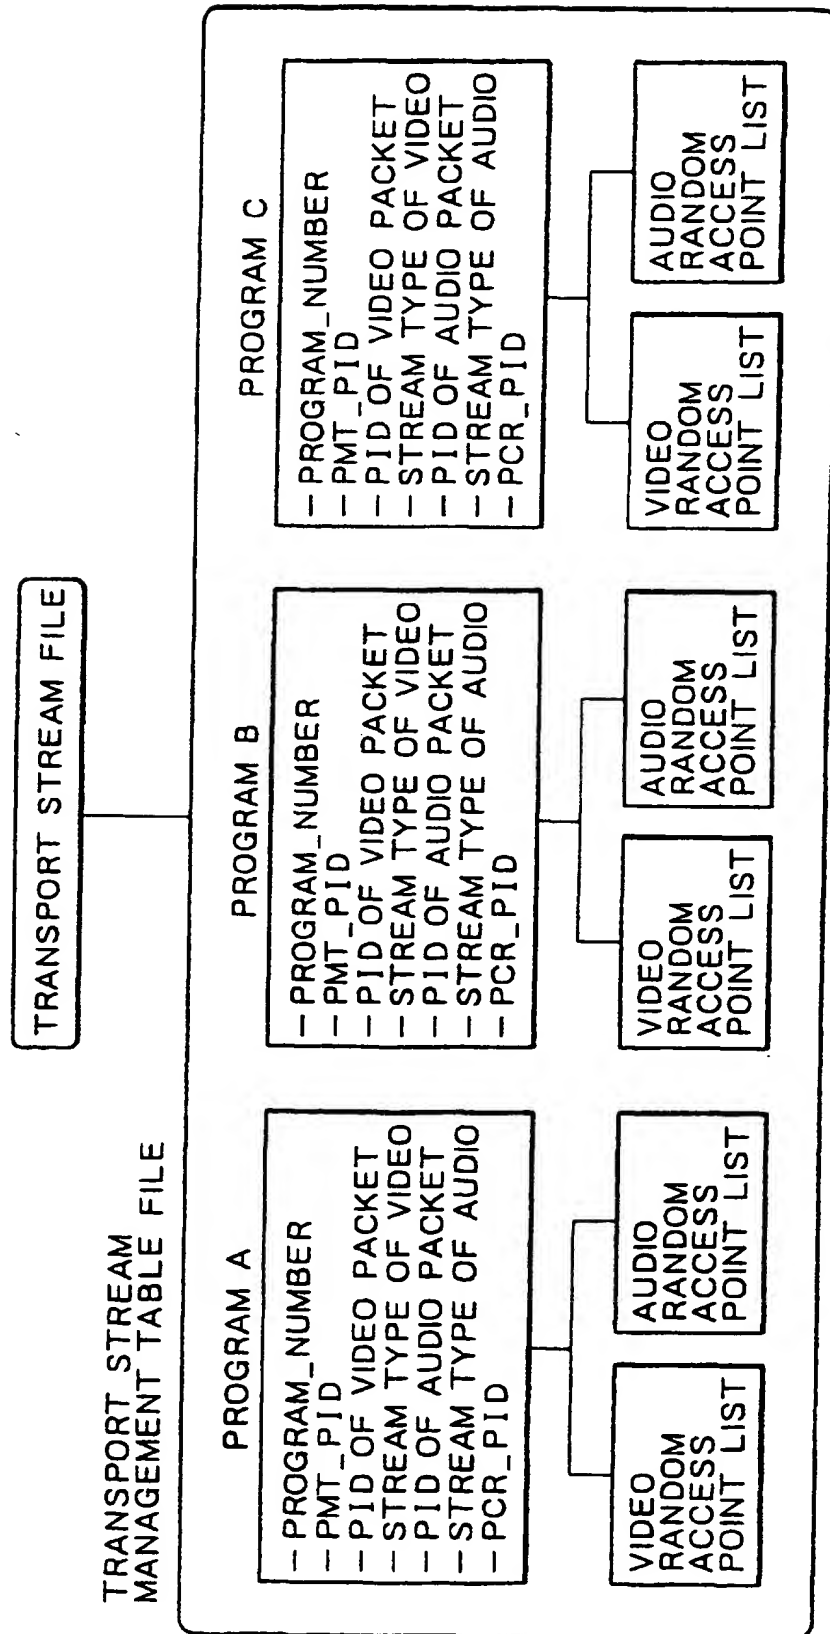 TRANSPORT STREAM FILE
TRANSPORT STREAM
MANAGEMENT TABLE FILE
PROGRAM A
– PROGRAM_NUMBER
– PMT_PID
– PID OF VIDEO PACKET
– STREAM TYPE OF VIDEO
– PID OF AUDIO PACKET
– STREAM TYPE OF AUDIO
– PCR_PID
VIDEO
RANDOM
ACCESS
POINT LIST
AUDIO
RANDOM
ACCESS
POINT LIST
PROGRAM B
– PROGRAM_NUMBER
– PMT_PID
– PID OF VIDEO PACKET
– STREAM TYPE OF VIDEO
– PID OF AUDIO PACKET
– STREAM TYPE OF AUDIO
– PCR_PID
VIDEO
RANDOM
ACCESS
POINT LIST
AUDIO
RANDOM
ACCESS
POINT LIST
PROGRAM C
– PROGRAM_NUMBER
– PMT_PID
– PID OF VIDEO PACKET
– STREAM TYPE OF VIDEO
– PID OF AUDIO PACKET
– STREAM TYPE OF AUDIO
– PCR_PID
VIDEO
RANDOM
ACCESS
POINT LIST
AUDIO
RANDOM
ACCESS
POINT LIST